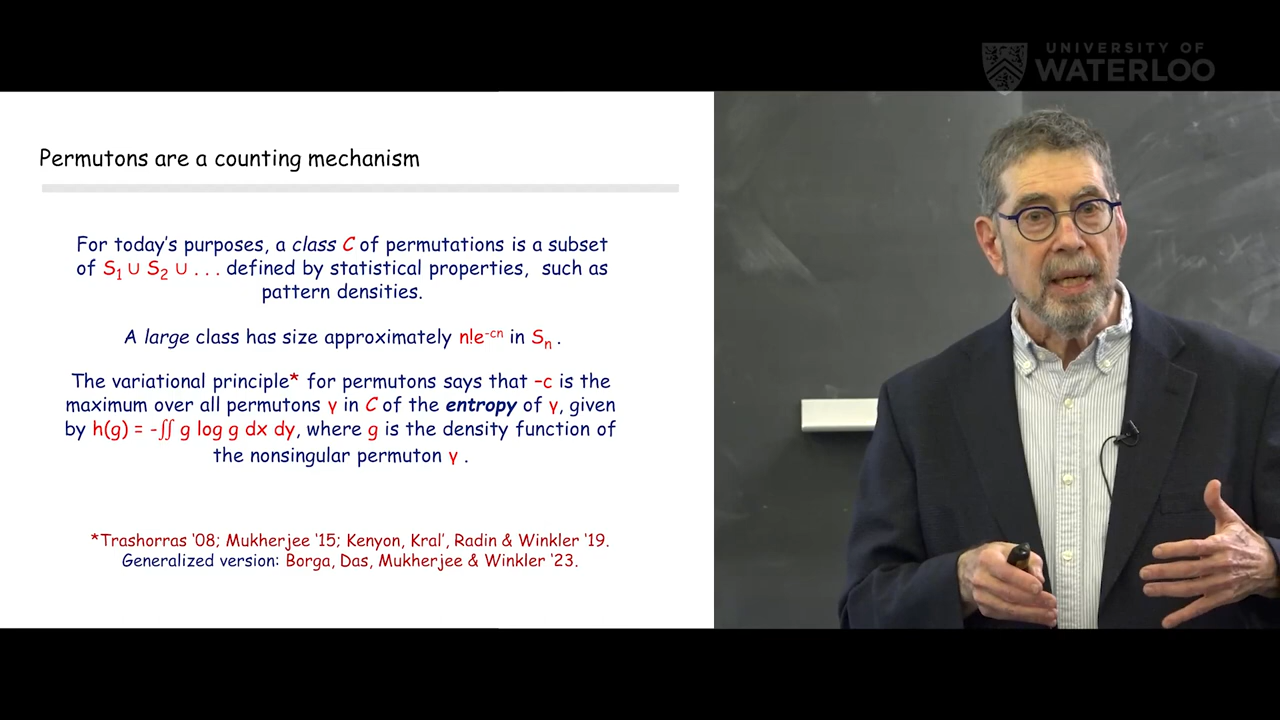 UNIVERSITY OF
WATERLOO
Permutons are a counting mechanism
For today's purposes, a class C of permutations is a subset
of S₁ ∪ S₂ ∪ . . . defined by statistical properties, such as
pattern densities.
A large class has size approximately n!e⁻ᶜⁿ in Sₙ .
The variational principle* for permutons says that –c is the
maximum over all permutons γ in C of the entropy of γ, given
by h(g) = -∫∫ g log g dx dy, where g is the density function of
the nonsingular permuton γ .
*Trashorras '08; Mukherjee '15; Kenyon, Kral', Radin & Winkler '19.
Generalized version: Borga, Das, Mukherjee & Winkler '23.